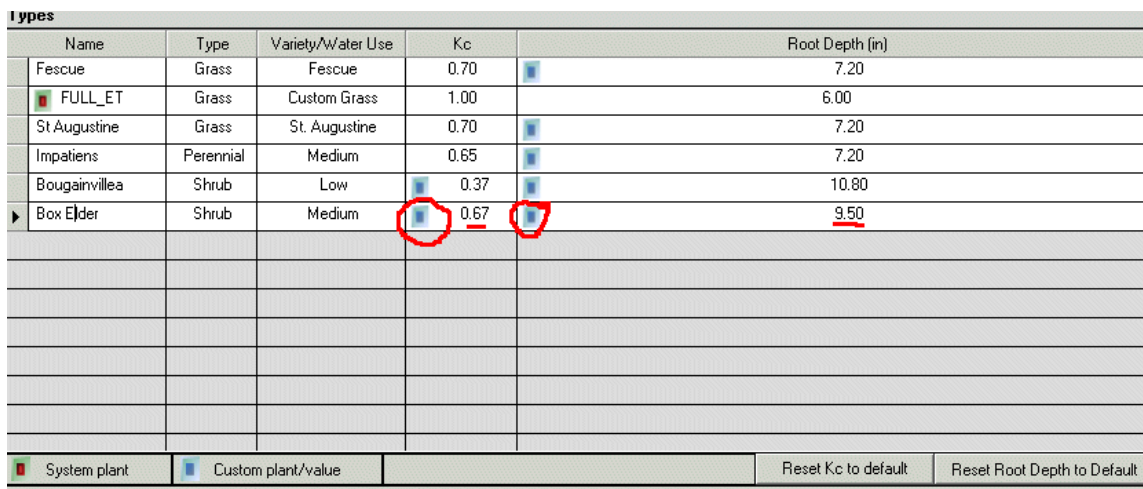 Types
Name Type Variety/Water Use Kc Root Depth (in)
Fescue Grass Fescue 0.70 7.20
FULL_ET Grass Custom Grass 1.00 6.00
St Augustine Grass St. Augustine 0.70 7.20
Impatiens Perennial Medium 0.65 7.20
Bougainvillea Shrub Low 0.37 10.80
Box Elder Shrub Medium 0.67 9.50
System plant Custom plant/value Reset Kc to default Reset Root Depth to Default